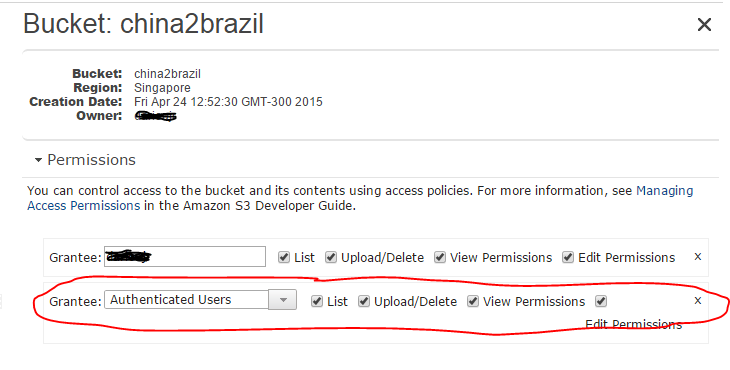 Bucket: china2brazil
Bucket: china2brazil
Region: Singapore
Creation Date: Fri Apr 24 12:52:30 GMT-300 2015
Owner:
Permissions
You can control access to the bucket and its contents using access policies. For more information, see Managing
Access Permissions in the Amazon S3 Developer Guide.
Grantee: List Upload/Delete View Permissions Edit Permissions x
Grantee: Authenticated Users List Upload/Delete View Permissions x
Edit Permissions